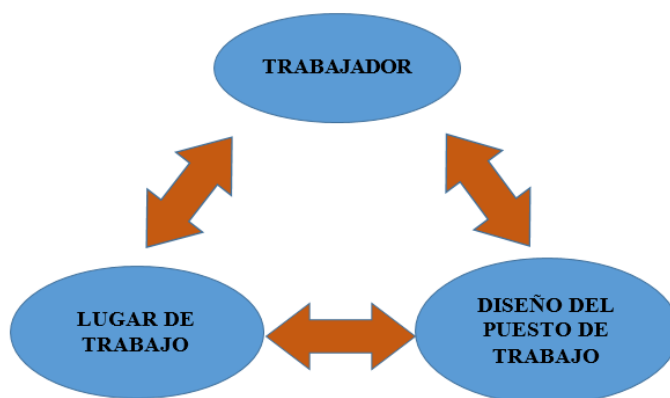 TRABAJADOR
LUGAR DE
TRABAJO
DISEÑO DEL
PUESTO DE
TRABAJO